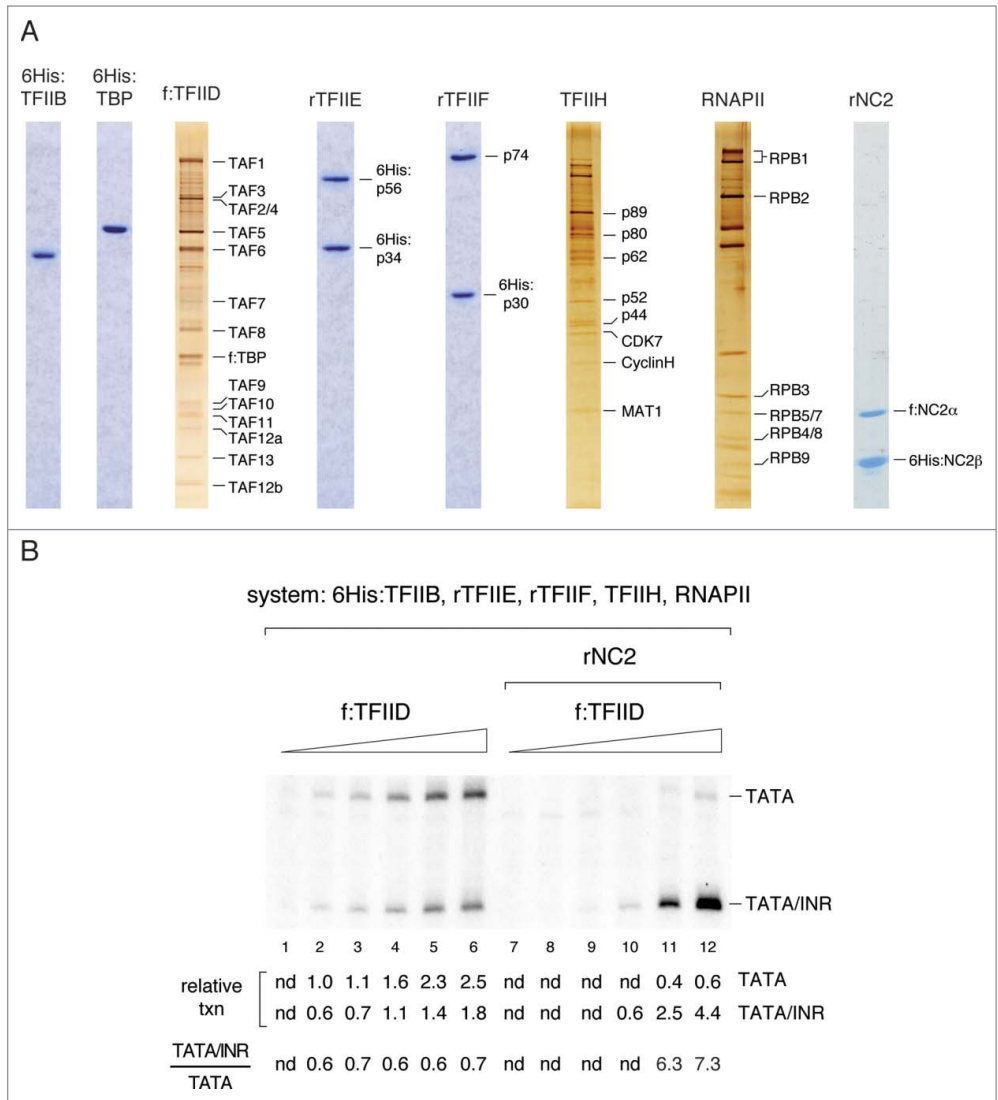 A
6His:
TFIIB
6His:
TBP
f:TFIID
rTFIIE
rTFIIF
TFIIH
RNAPII
rNC2
TAF1
TAF3
TAF2/4
TAF5
TAF6
TAF7
TAF8
f:TBP
TAF9
TAF10
TAF11
TAF12a
TAF13
TAF12b
6His:
p56
6His:
p34
p74
6His:
p30
p89
p80
p62
p52
p44
CDK7
CyclinH
MAT1
RPB1
RPB2
RPB3
RPB5/7
RPB4/8
RPB9
f:NC2α
6His:NC2β
B
system: 6His:TFIIB, rTFIIE, rTFIIF, TFIIH, RNAPII
rNC2
f:TFIID f:TFIID
TATA
TATA/INR
1 2 3 4 5 6 7 8 9 10 11 12
relative
txn
nd 1.0 1.1 1.6 2.3 2.5 nd nd nd nd 0.4 0.6 TATA
nd 0.6 0.7 1.1 1.4 1.8 nd nd nd 0.6 2.5 4.4 TATA/INR
TATA/INR
TATA
nd 0.6 0.7 0.6 0.6 0.7 nd nd nd nd 6.3 7.3